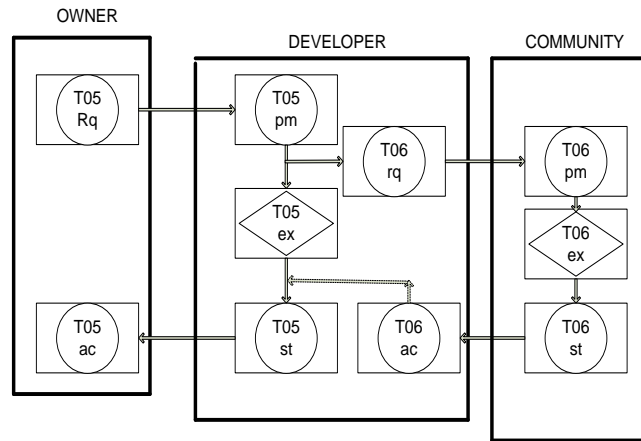 OWNER
DEVELOPER
COMMUNITY
T05
Rq
T05
pm
T06
rq
T06
pm
T05
ex
T06
ex
T05
ac
T05
st
T06
ac
T06
st